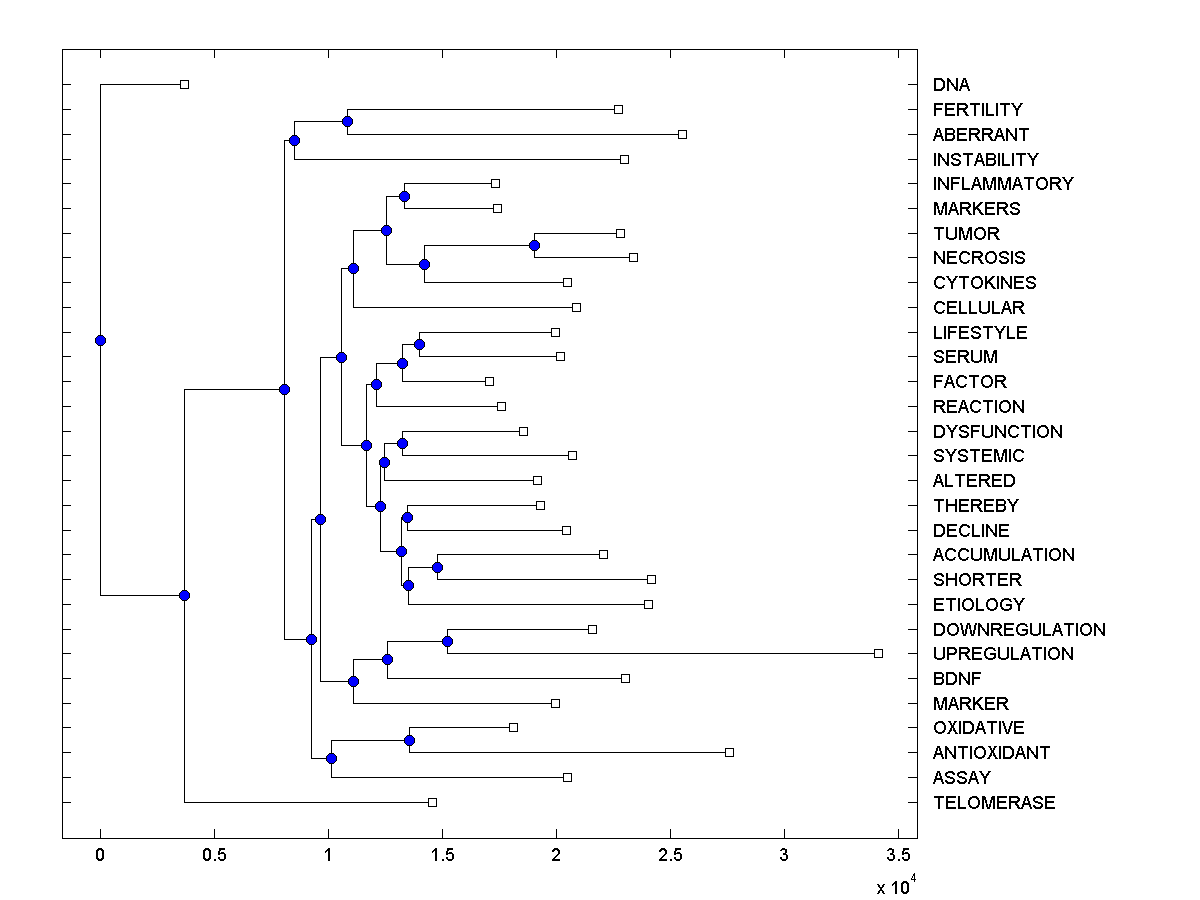 DNA
FERTILITY
ABERRANT
INSTABILITY
INFLAMMATORY
MARKERS
TUMOR
NECROSIS
CYTOKINES
CELLULAR
LIFESTYLE
SERUM
FACTOR
REACTION
DYSFUNCTION
SYSTEMIC
ALTERED
THEREBY
DECLINE
ACCUMULATION
SHORTER
ETIOLOGY
DOWNREGULATION
UPREGULATION
BDNF
MARKER
OXIDATIVE
ANTIOXIDANT
ASSAY
TELOMERASE
0 0.5 1 1.5 2 2.5 3 3.5
x 10^4